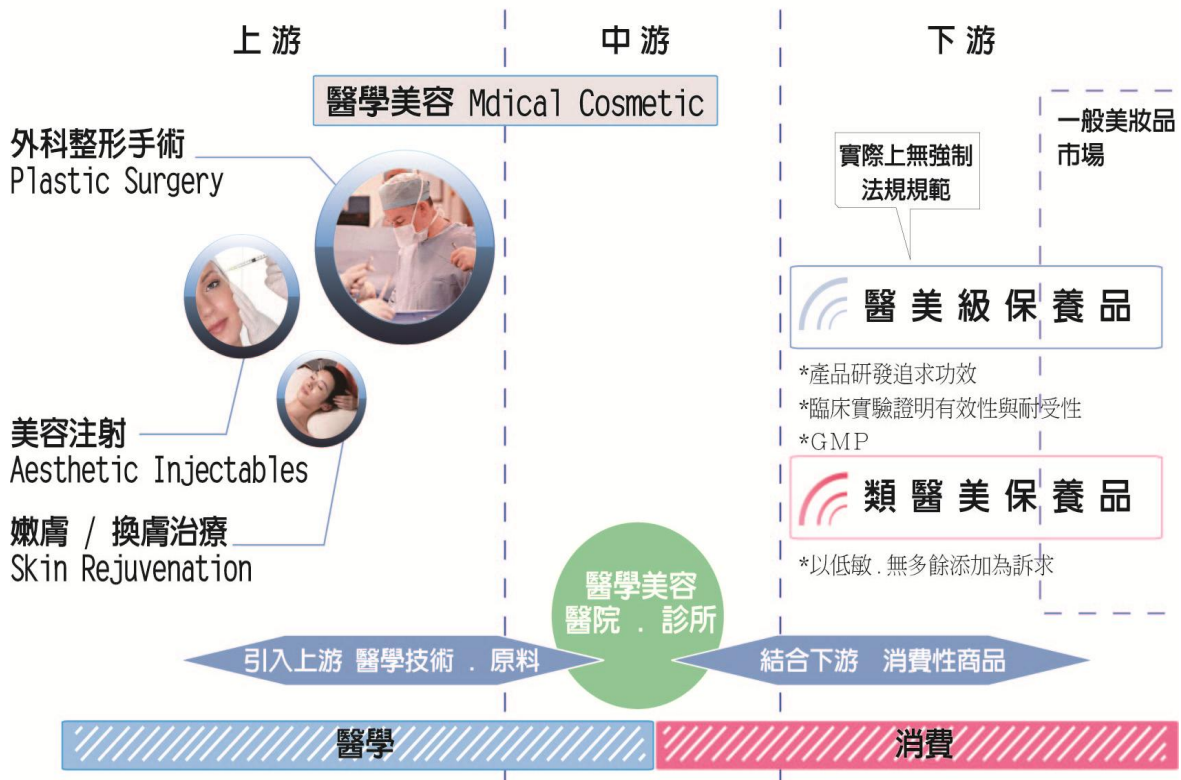 上游
中游
下游
醫學美容 Mdical Cosmetic
一般美妝品
市場
外科整形手術
Plastic Surgery
實際上無強制
法規規範
醫美級保養品
*產品研發追求功效
*臨床實驗證明有效性與耐受性
*GMP
美容注射
Aesthetic Injectables
類醫美保養品
*以低敏.無多餘添加為訴求
嫩膚 / 換膚治療
Skin Rejuvenation
醫學美容
醫院 . 診所
引入上游 醫學技術 . 原料
結合下游 消費性商品
醫學
消費